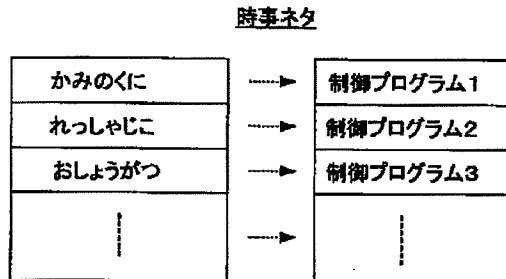 時事ネタ
かみのくに
制御プログラム1
れっしゃじこ
制御プログラム2
おしょうがつ
制御プログラム3